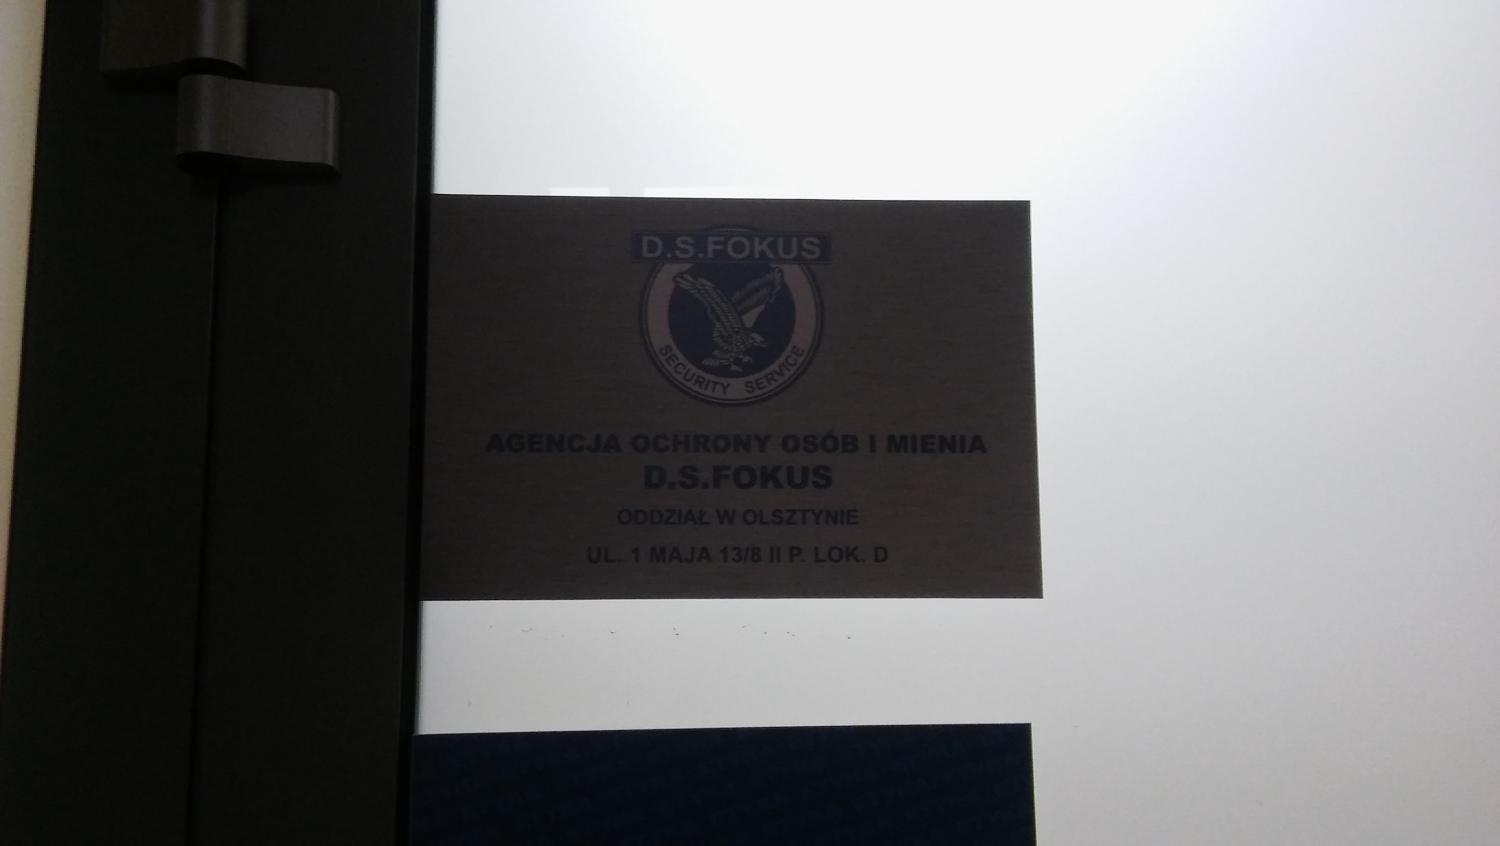 D.S.FOKUS
SECURITY SERVICE
AGENCJA OCHRONY OSÓB I MIENIA
D.S.FOKUS
ODDZIAŁ W OLSZTYNIE
UL. 1 MAJA 13/8 II P. LOK. D